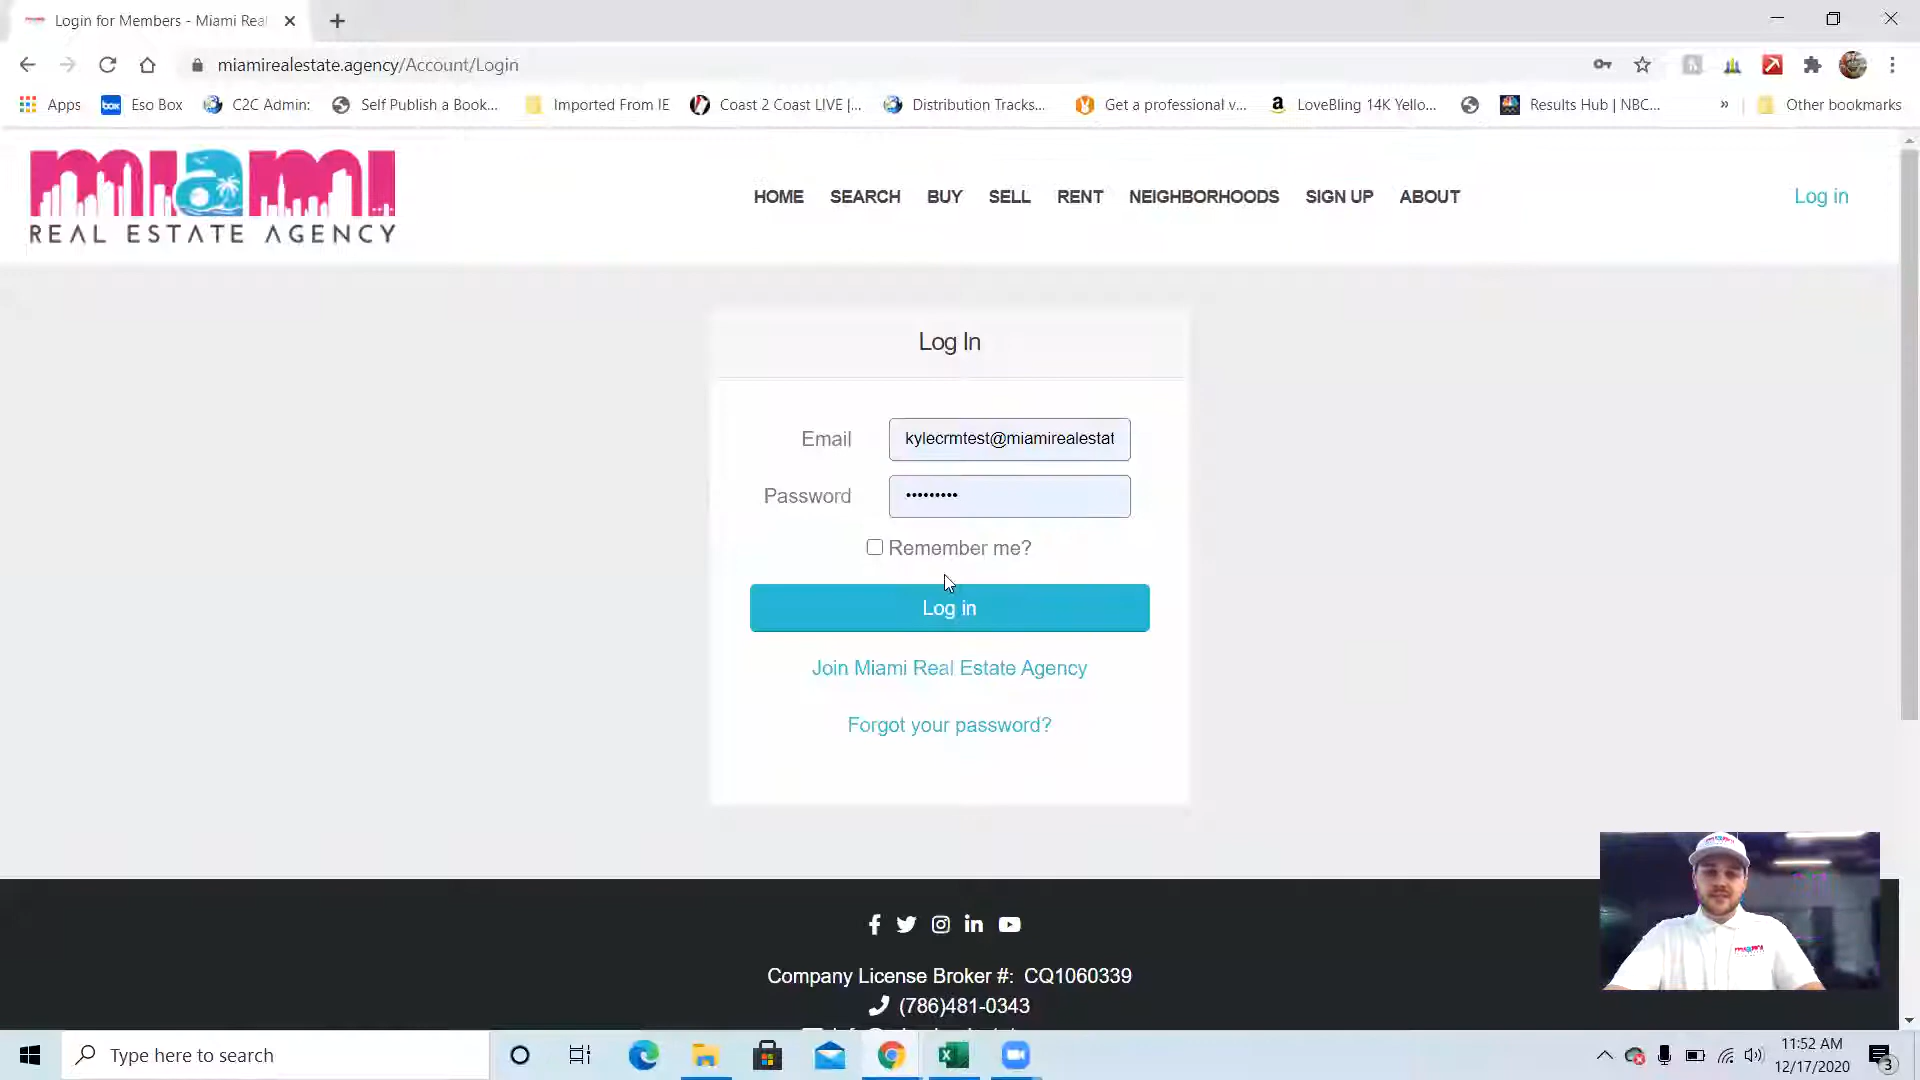 Login for Members - Miami Rea
miamirealestate.agency/Account/Login
Apps
Eso Box
C2C Admin:
Self Publish a Book...
Imported From IE
Coast 2 Coast LIVE |...
Distribution Tracks...
Get a professional v...
a
LoveBling 14K Yello...
Results Hub | NBC...
»
Other bookmarks
miami
REAL ESTATE AGENCY
HOME
SEARCH
BUY
SELL
RENT
NEIGHBORHOODS
SIGN UP
ABOUT
Log in
Log In
Email
kylecrmtest@miamirealestat
Password
Remember me?
Log in
Join Miami Real Estate Agency
Forgot your password?
Company License Broker #: CQ1060339
(786)481-0343
Type here to search
11:52 AM
12/17/2020
3